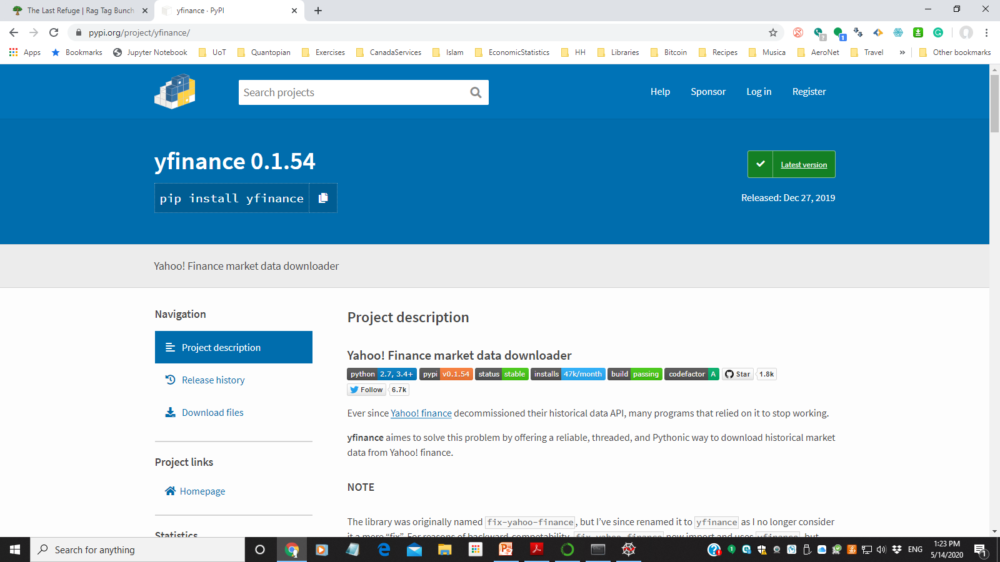 The Last Refuge | Rag Tag Bunch
yfinance · PyPI
pypi.org/project/yfinance/
Apps
Bookmarks
Jupyter Notebook
UoT
Quantopian
Exercises
CanadaServices
Islam
EconomicStatistics
HH
Libraries
Bitcoin
Recipes
Musica
AeroNet
Travel
»
Other bookmarks
Search projects
Help
Sponsor
Log in
Register
yfinance 0.1.54
pip install yfinance
Latest version
Released: Dec 27, 2019
Yahoo! Finance market data downloader
Navigation
Project description
Release history
Download files
Project links
Homepage
Statistics
Project description
Yahoo! Finance market data downloader
python 2.7, 3.4+ pypi v0.1.54 status stable installs 47k/month build passing codefactor A Star 1.8k
Follow 6.7k
Ever since Yahoo! finance decommissioned their historical data API, many programs that relied on it to stop working.
yfinance aimes to solve this problem by offering a reliable, threaded, and Pythonic way to download historical market
data from Yahoo! finance.
NOTE
The library was originally named fix-yahoo-finance, but I’ve since renamed it to yfinance as I no longer consider
it a mere “fix”. For reasons of backward-competability, fix-yahoo-finance now import and uses yfinance, but
Search for anything
ENG
1:23 PM
5/14/2020
1